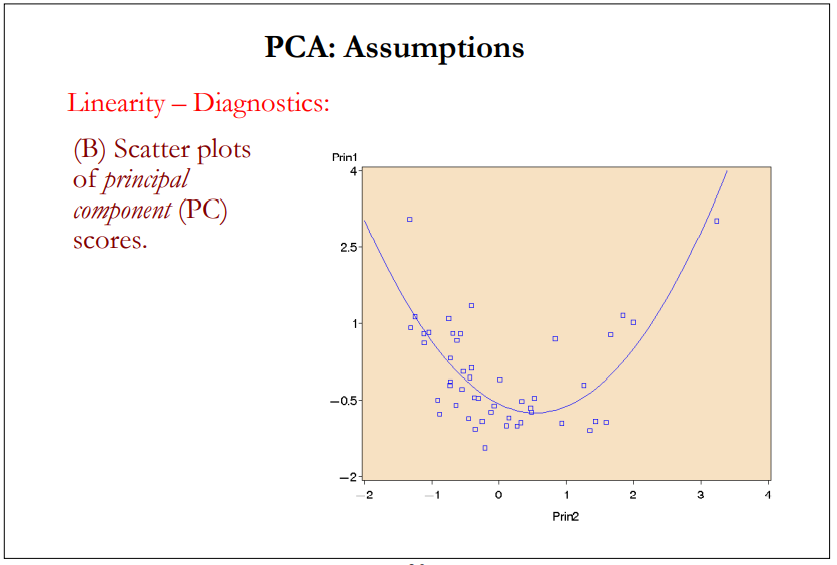 PCA: Assumptions
Linearity – Diagnostics:
(B) Scatter plots
of principal
component (PC)
scores.
Prin1
4
2.5
1
−0.5
−2
−2 −1 0 1 2 3 4
Prin2